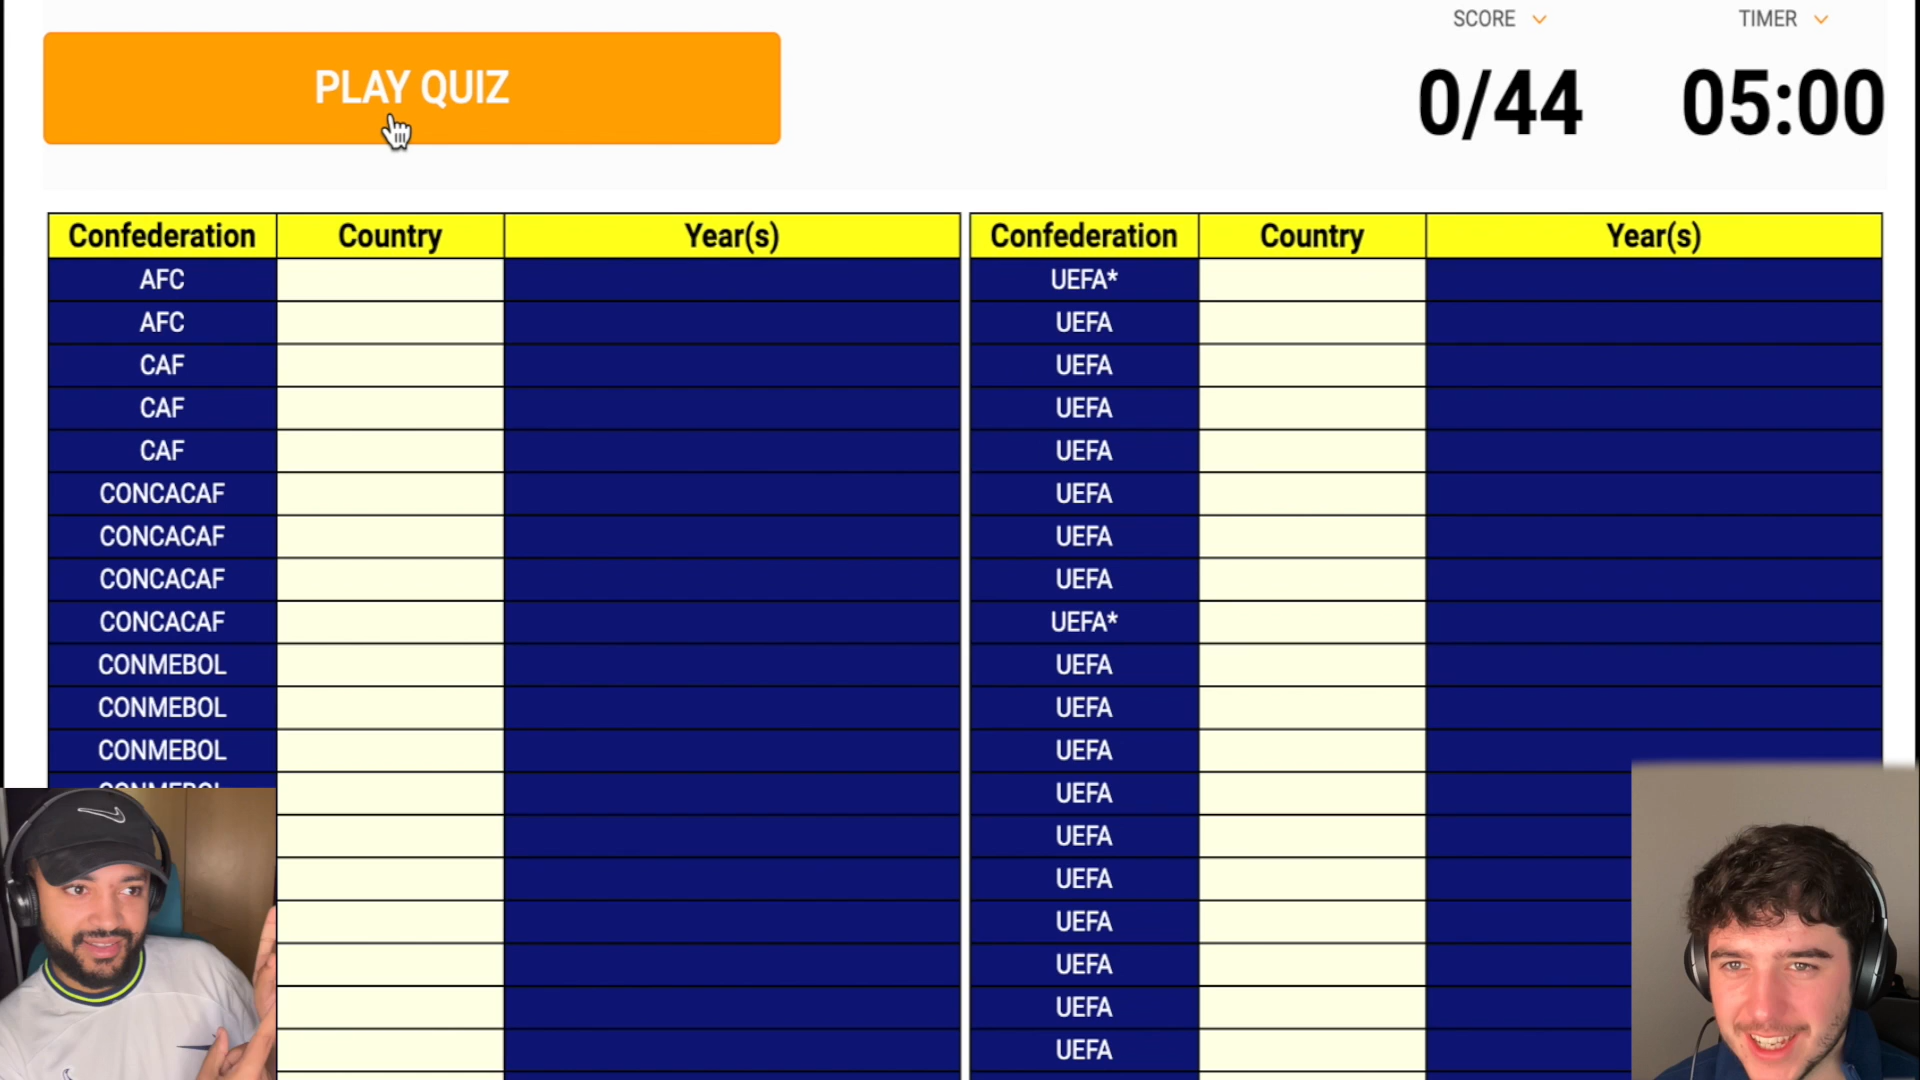 SCORE
TIMER
PLAY QUIZ
0/44
05:00
Confederation Country Year(s) Confederation Country Year(s)
AFC UEFA*
AFC UEFA
CAF UEFA
CAF UEFA
CAF UEFA
CONCACAF UEFA
CONCACAF UEFA
CONCACAF UEFA
CONCACAF UEFA*
CONMEBOL UEFA
CONMEBOL UEFA
CONMEBOL UEFA
CONMEBOL UEFA
UEFA
UEFA
UEFA
UEFA
UEFA
UEFA